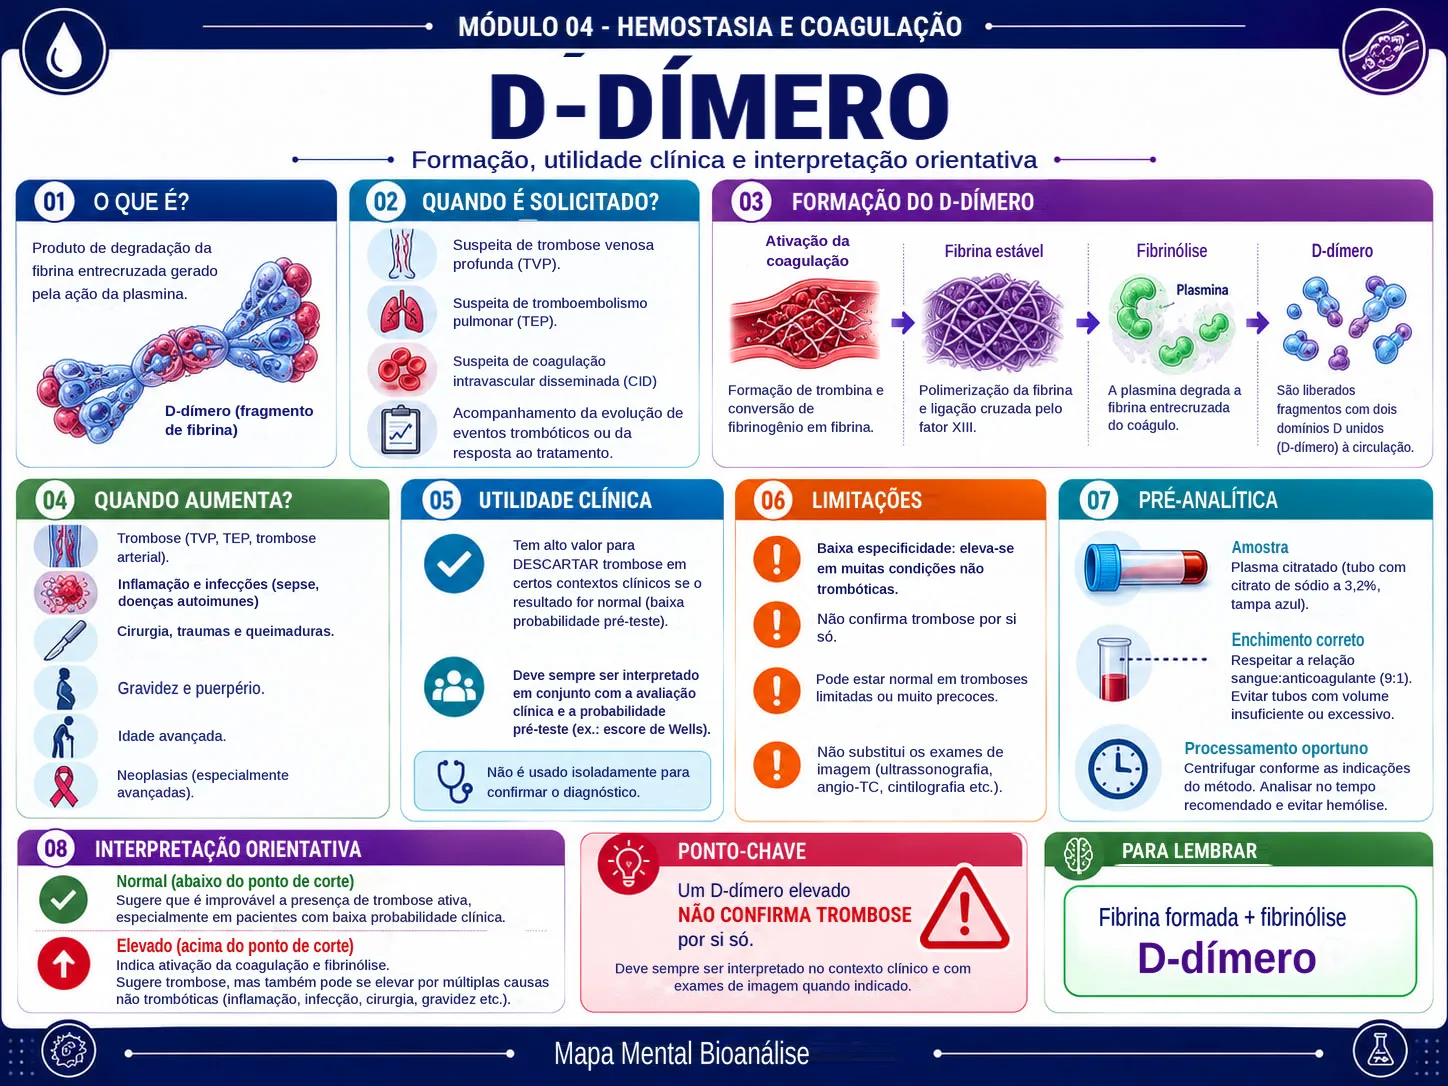 MÓDULO 04 - HEMOSTASIA E COAGULAÇÃO
D-DÍMERO
Formação, utilidade clínica e interpretação orientativa
01 O QUE É?
Produto de degradação da
fibrina entrecruzada gerado
pela ação da plasmina.
D-dímero (fragmento
de fibrina)
02 QUANDO É SOLICITADO?
Suspeita de trombose venosa
profunda (TVP).
Suspeita de tromboembolismo
pulmonar (TEP).
Suspeita de coagulação
intravascular disseminada (CID)
Acompanhamento da evolução de
eventos trombóticos ou da
resposta ao tratamento.
03 FORMAÇÃO DO D-DÍMERO
Ativação da
coagulação
Formação de trombina e
conversão de
fibrinogênio em fibrina.
Fibrina estável
Polimerização da fibrina
e ligação cruzada pelo
fator XIII.
Fibrinólise
Plasmina
A plasmina degrada a
fibrina entrecruzada
do coágulo.
D-dímero
São liberados
fragmentos com dois
domínios D unidos
(D-dímero) à circulação.
04 QUANDO AUMENTA?
Trombose (TVP, TEP, trombose
arterial).
Inflamação e infecções (sepse,
doenças autoimunes)
Cirurgia, traumas e queimaduras.
Gravidez e puerpério.
Idade avançada.
Neoplasias (especialmente
avançadas).
05 UTILIDADE CLÍNICA
Tem alto valor para
DESCARTAR trombose em
certos contextos clínicos se o
resultado for normal (baixa
probabilidade pré-teste).
Deve sempre ser interpretado
em conjunto com a avaliação
clínica e a probabilidade
pré-teste (ex.: escore de Wells).
Não é usado isoladamente para
confirmar o diagnóstico.
06 LIMITAÇÕES
Baixa especificidade: eleva-se
em muitas condições não
trombóticas.
Não confirma trombose por si
só.
Pode estar normal em tromboses
limitadas ou muito precoces.
Não substitui os exames de
imagem (ultrassonografia,
angio-TC, cintilografia etc.).
07 PRÉ-ANALÍTICA
Amostra
Plasma citratado (tubo com
citrato de sódio a 3,2%,
tampa azul).
Enchimento correto
Respeitar a relação
sangue:anticoagulante (9:1).
Evitar tubos com volume
insuficiente ou excessivo.
Processamento oportuno
Centrifugar conforme as indicações
do método. Analisar no tempo
recomendado e evitar hemólise.
08 INTERPRETAÇÃO ORIENTATIVA
Normal (abaixo do ponto de corte)
Sugere que é improvável a presença de trombose ativa,
especialmente em pacientes com baixa probabilidade clínica.
Elevado (acima do ponto de corte)
Indica ativação da coagulação e fibrinólise.
Sugere trombose, mas também pode se elevar por múltiplas causas
não trombóticas (inflamação, infecção, cirurgia, gravidez etc.).
PONTO-CHAVE
Um D-dímero elevado
NÃO CONFIRMA TROMBOSE
por si só.
Deve sempre ser interpretado no contexto clínico e com
exames de imagem quando indicado.
PARA LEMBRAR
Fibrina formada + fibrinólise
D-dímero
Mapa Mental Bioanálise